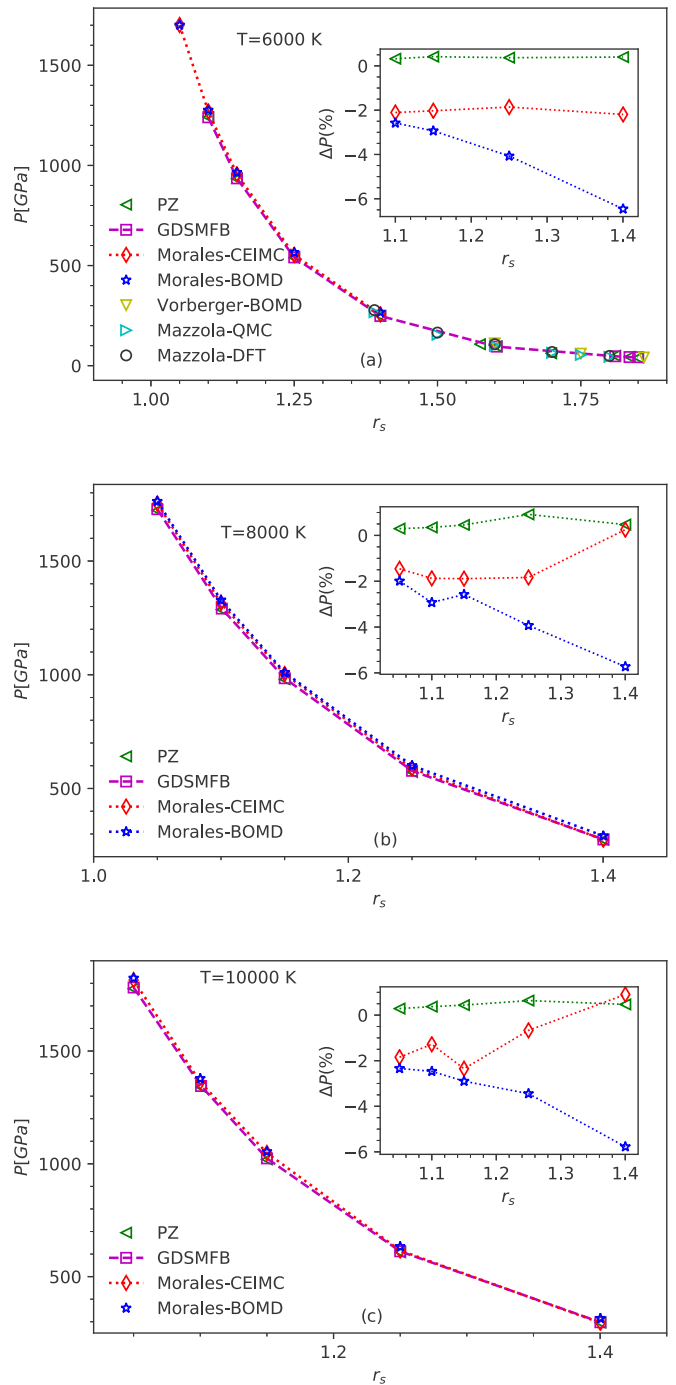 T=6000 K
P[GPa]
1500
1000
500
0
ΔP(%)
0
−2
−4
−6
1.1 1.2 1.3 1.4
r_s
PZ
GDSMFB
Morales-CEIMC
Morales-BOMD
Vorberger-BOMD
Mazzola-QMC
Mazzola-DFT
(a)
1.00 1.25 1.50 1.75
r_s
T=8000 K
P[GPa]
1500
1000
500
ΔP(%)
0
−2
−4
−6
1.1 1.2 1.3 1.4
r_s
PZ
GDSMFB
Morales-CEIMC
Morales-BOMD
(b)
1.0 1.2 1.4
r_s
T=10000 K
P[GPa]
1500
1000
500
ΔP(%)
0
−2
−4
−6
1.1 1.2 1.3 1.4
r_s
PZ
GDSMFB
Morales-CEIMC
Morales-BOMD
(c)
1.2 1.4
r_s